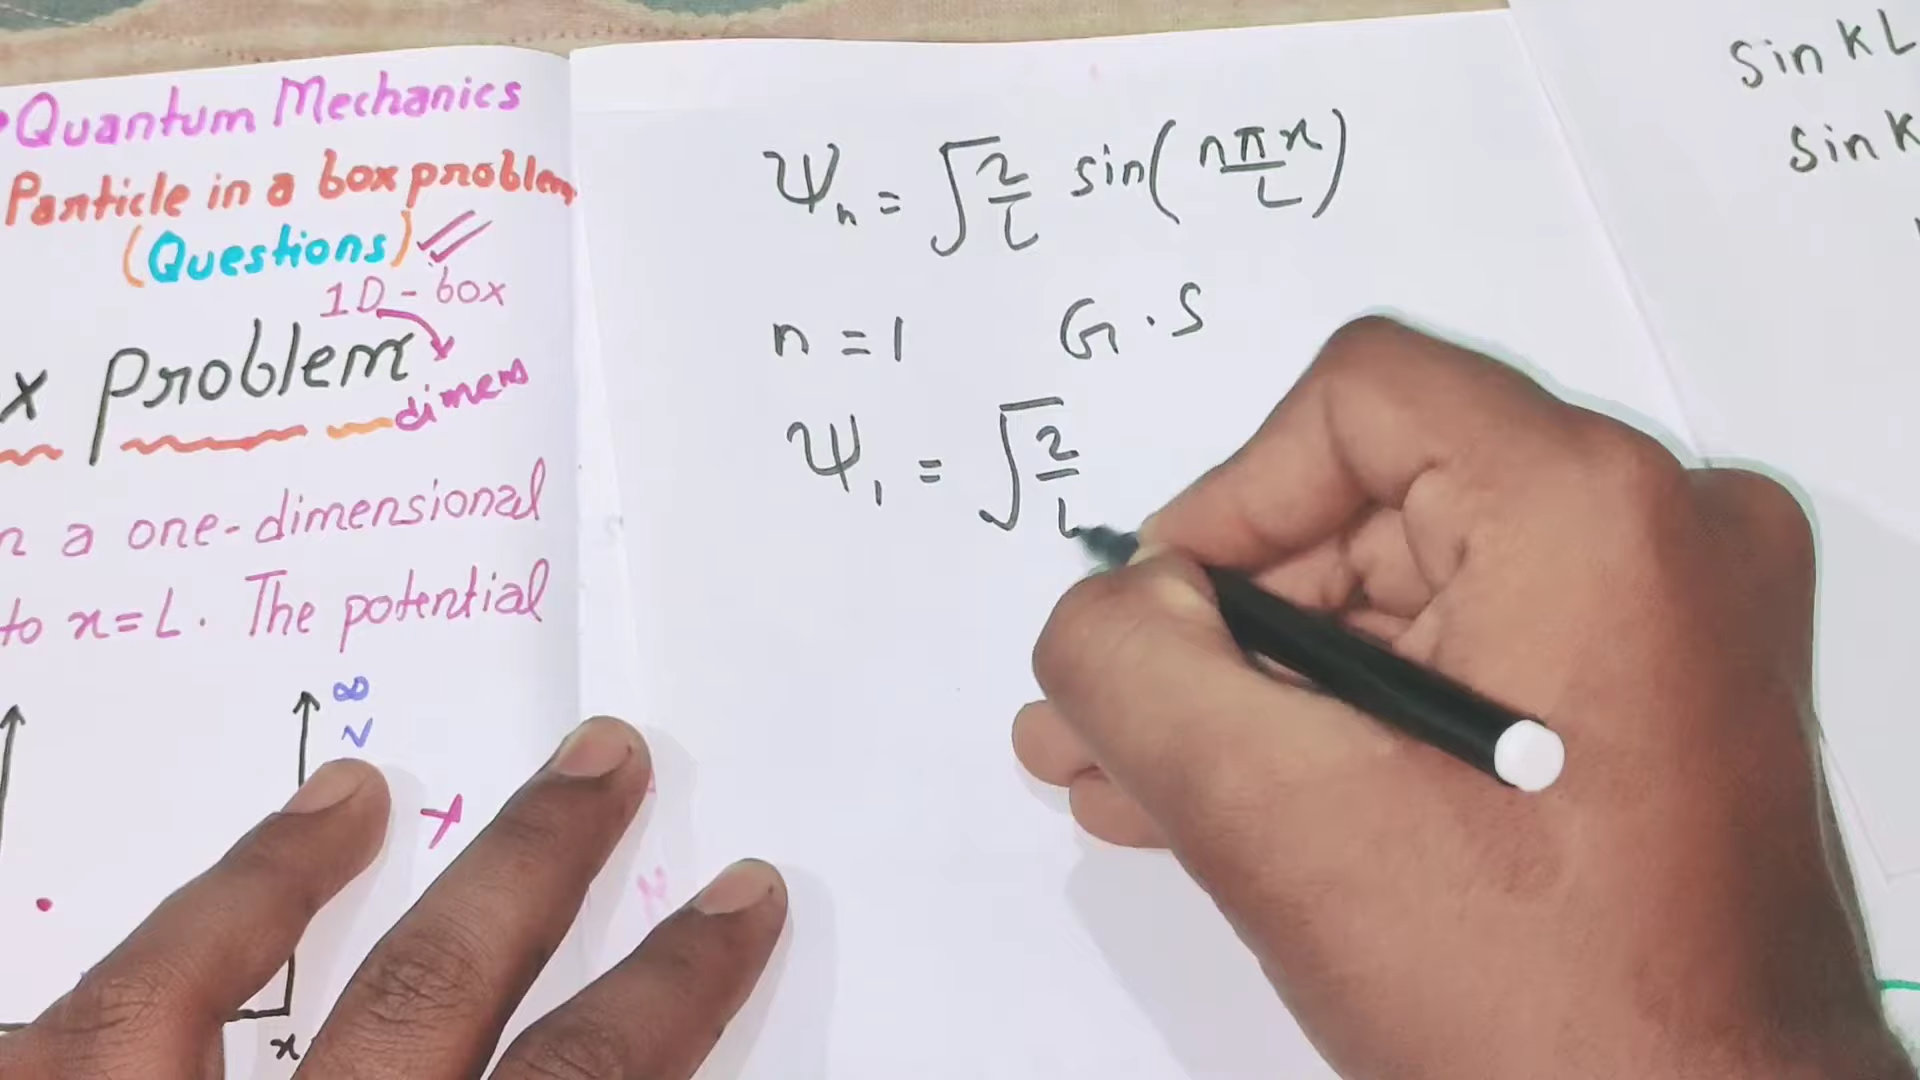 Quantum Mechanics
Particle in a box problem
(Questions)
1D - box
x Problem
dimens
n a one-dimensional
to x=L. The potential
∞
V
x
Ψn = √2/L sin(nπx/L)
n = 1 G.S
Ψ1 = √2/L
sin KL
sin K